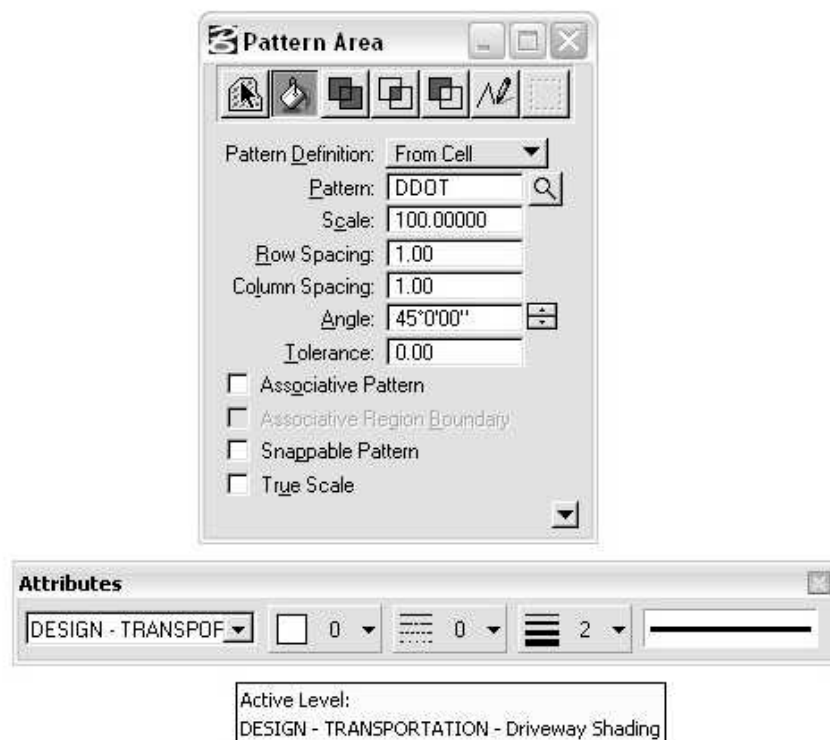 Pattern Area
Pattern Definition: From Cell
Pattern: DDOT
Scale: 100.00000
Row Spacing: 1.00
Column Spacing: 1.00
Angle: 45°0'00"
Tolerance: 0.00
Associative Pattern
Associative Region Boundary
Snappable Pattern
True Scale
Attributes
DESIGN - TRANSPOF 0 0 2
Active Level:
DESIGN - TRANSPORTATION - Driveway Shading